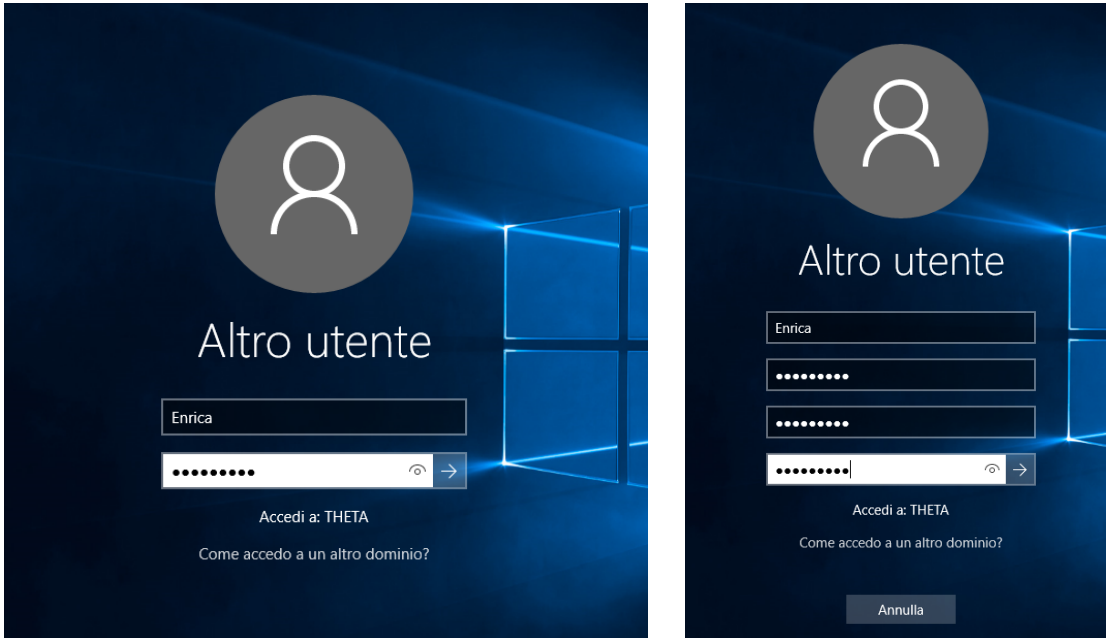 Altro utente
Enrica
●●●●●●●●●
Accedi a: THETA
Come accedo a un altro dominio?
Altro utente
Enrica
●●●●●●●●●
●●●●●●●●●
●●●●●●●●●
Accedi a: THETA
Come accedo a un altro dominio?
Annulla